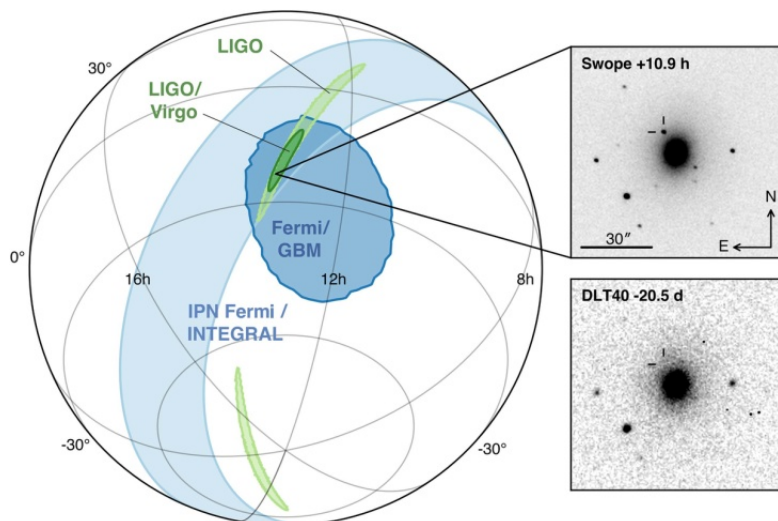 LIGO
LIGO/
Virgo
30°
Fermi/
GBM
0°
16h
12h
8h
IPN Fermi /
INTEGRAL
-30°
-30°
Swope +10.9 h
N
E
30″
DLT40 -20.5 d